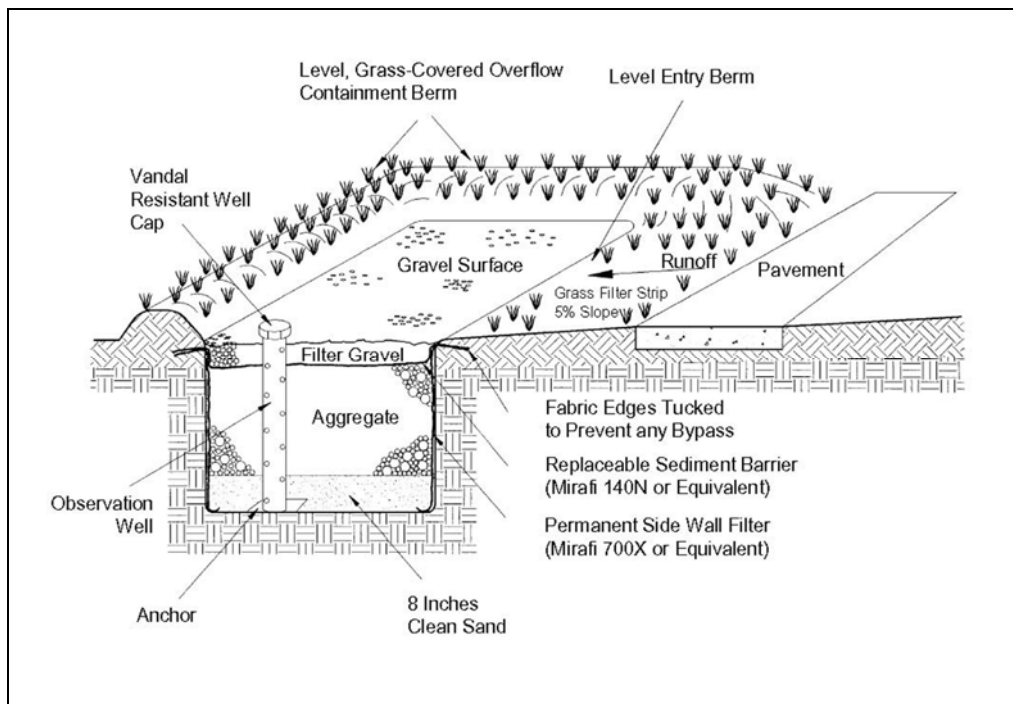 Level, Grass-Covered Overflow
Containment Berm
Level Entry Berm
Vandal
Resistant Well
Cap
Gravel Surface
Runoff
Pavement
Grass Filter Strip
5% Slope
Filter Gravel
Aggregate
Fabric Edges Tucked
to Prevent any Bypass
Replaceable Sediment Barrier
(Mirafi 140N or Equivalent)
Observation
Well
Permanent Side Wall Filter
(Mirafi 700X or Equivalent)
Anchor
8 Inches
Clean Sand